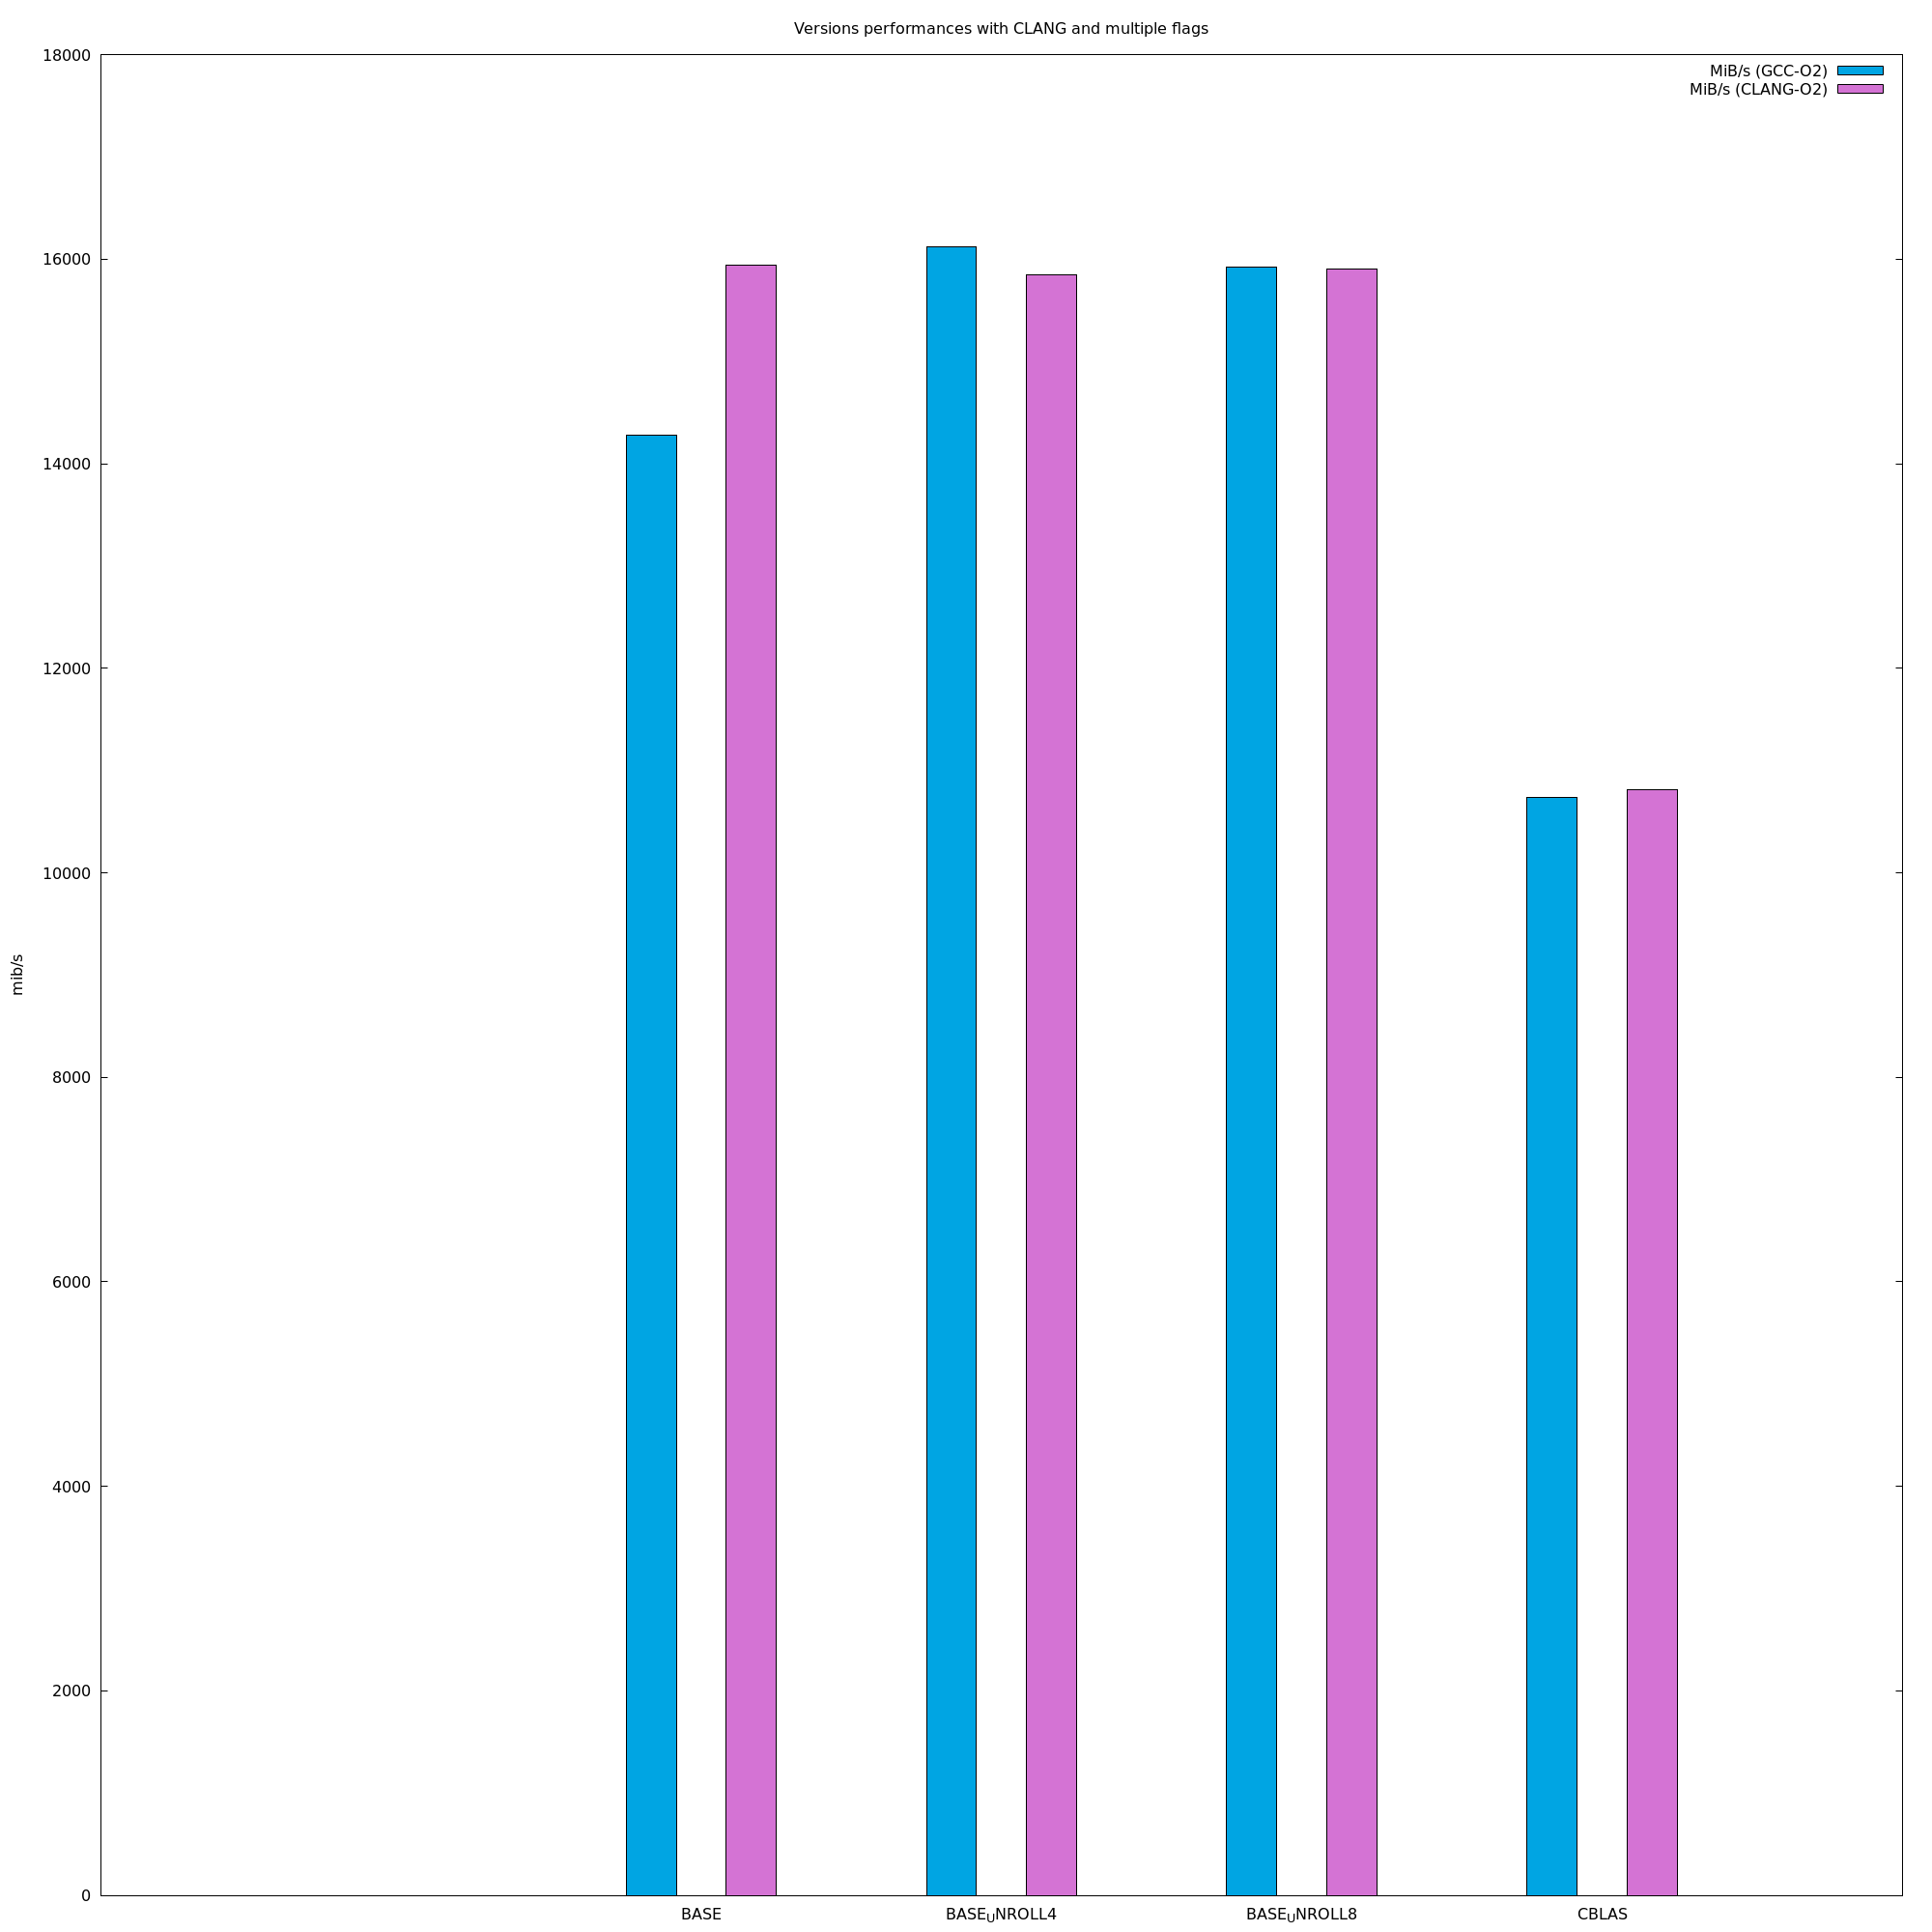 Versions performances with CLANG and multiple flags
MiB/s (GCC-O2)
MiB/s (CLANG-O2)
18000
16000
14000
12000
10000
8000
6000
4000
2000
0
mib/s
BASE BASE_UNROLL4 BASE_UNROLL8 CBLAS